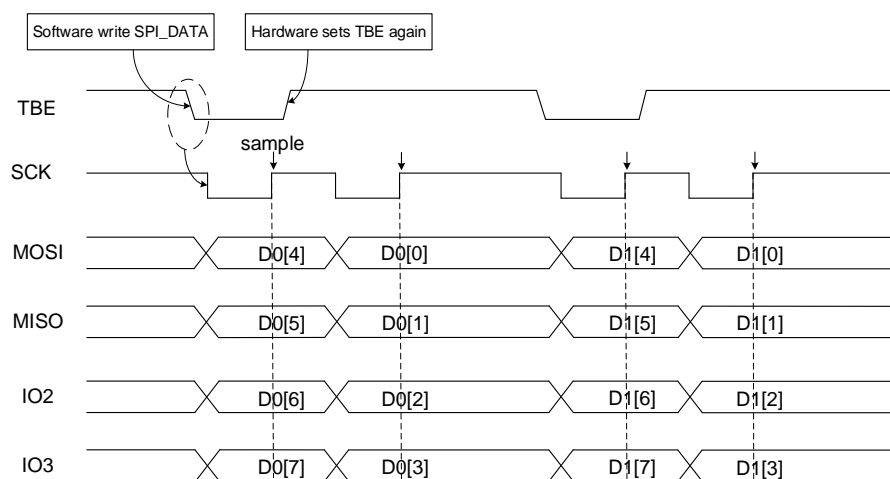 Software write SPI_DATA
Hardware sets TBE again
TBE
sample
SCK
MOSI D0[4] D0[0] D1[4] D1[0]
MISO D0[5] D0[1] D1[5] D1[1]
IO2 D0[6] D0[2] D1[6] D1[2]
IO3 D0[7] D0[3] D1[7] D1[3]